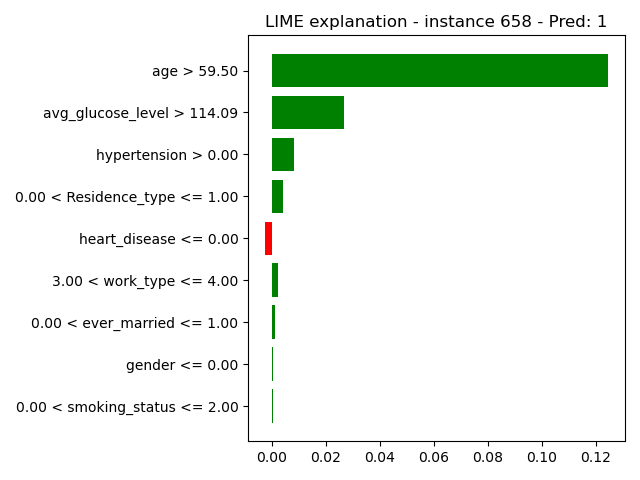 LIME explanation - instance 658 - Pred: 1
age > 59.50
avg_glucose_level > 114.09
hypertension > 0.00
0.00 < Residence_type <= 1.00
heart_disease <= 0.00
3.00 < work_type <= 4.00
0.00 < ever_married <= 1.00
gender <= 0.00
0.00 < smoking_status <= 2.00
0.00 0.02 0.04 0.06 0.08 0.10 0.12